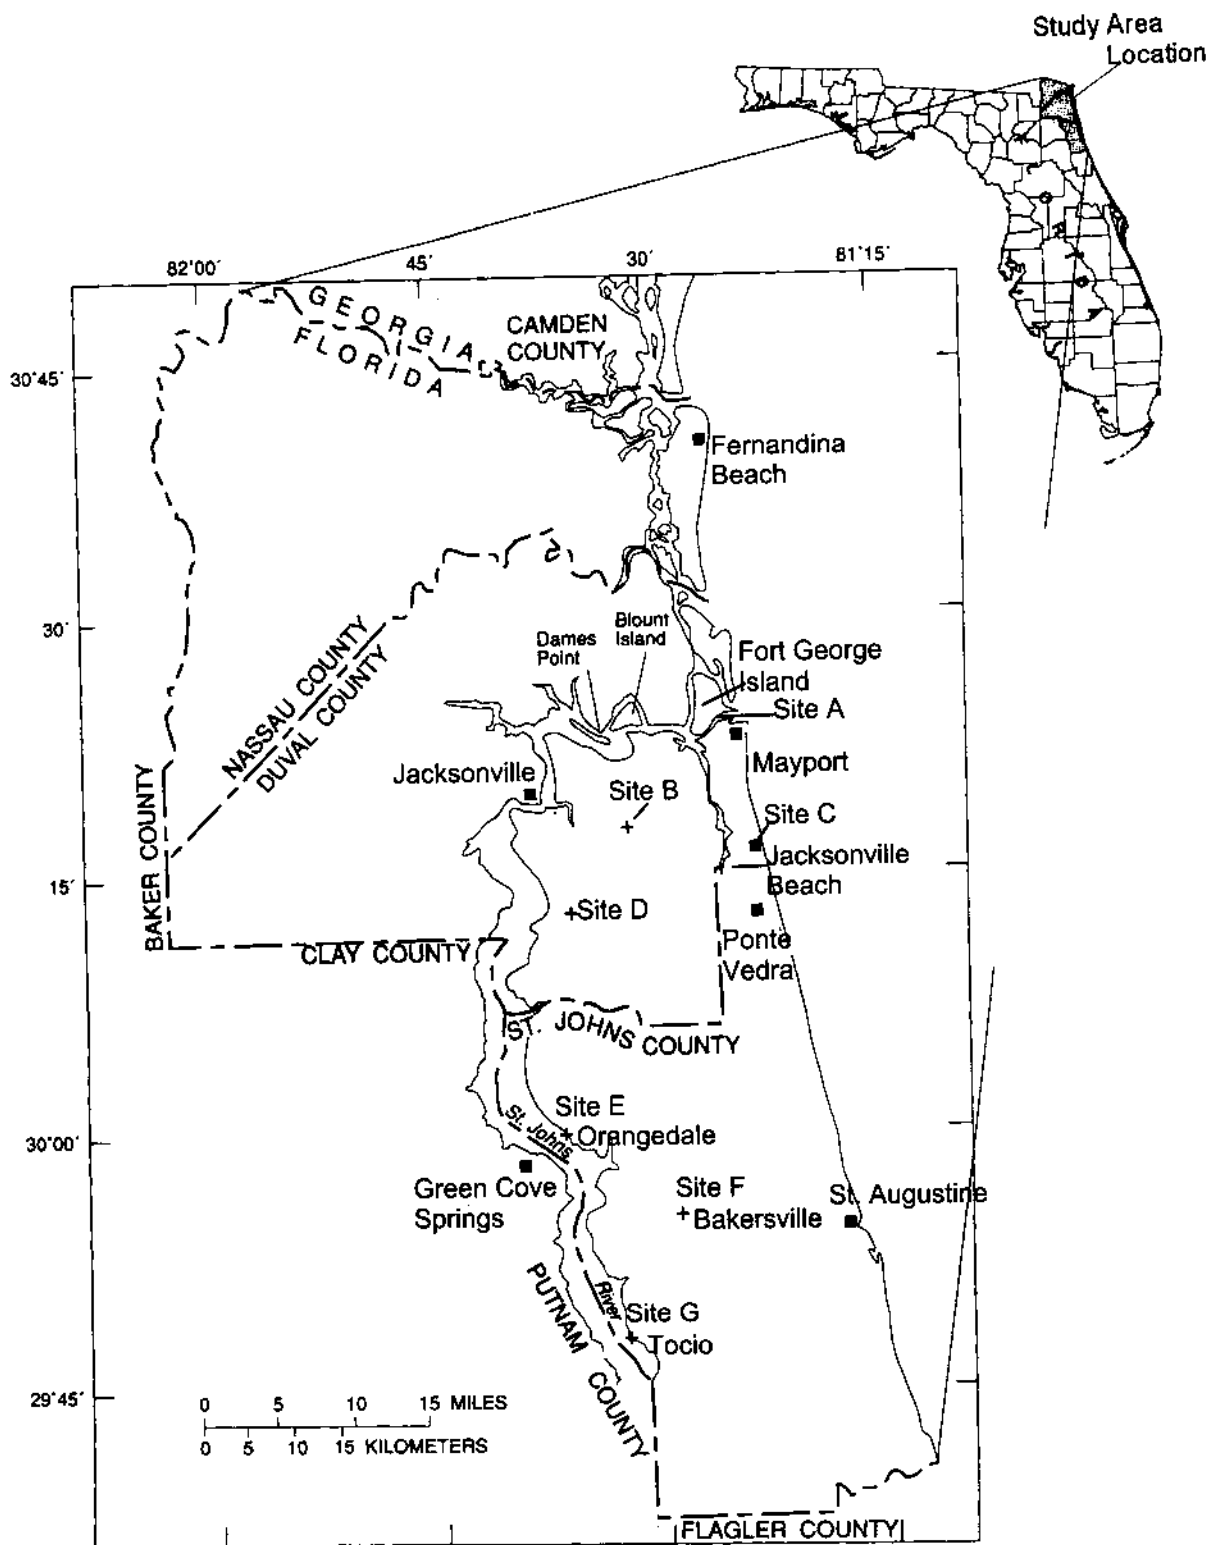 Study Area
Location
82°00′
45′
30′
81°15′
GEORGIA
FLORIDA
CAMDEN
COUNTY
30°45′
Fernandina
Beach
30′
NASSAU COUNTY
DUVAL COUNTY
Dames
Point
Blount
Island
Fort George
Island
Site A
Mayport
Jacksonville
Site B
Site C
Jacksonville
Beach
BAKER COUNTY
15′
Site D
Ponte
Vedra
CLAY COUNTY
ST. JOHNS COUNTY
Site E
Orangedale
St. Johns
30°00′
Green Cove
Springs
Site F
Bakersville
St. Augustine
PUTNAM COUNTY
River
Site G
Tocio
29°45′
0 5 10 15 MILES
0 5 10 15 KILOMETERS
FLAGLER COUNTY